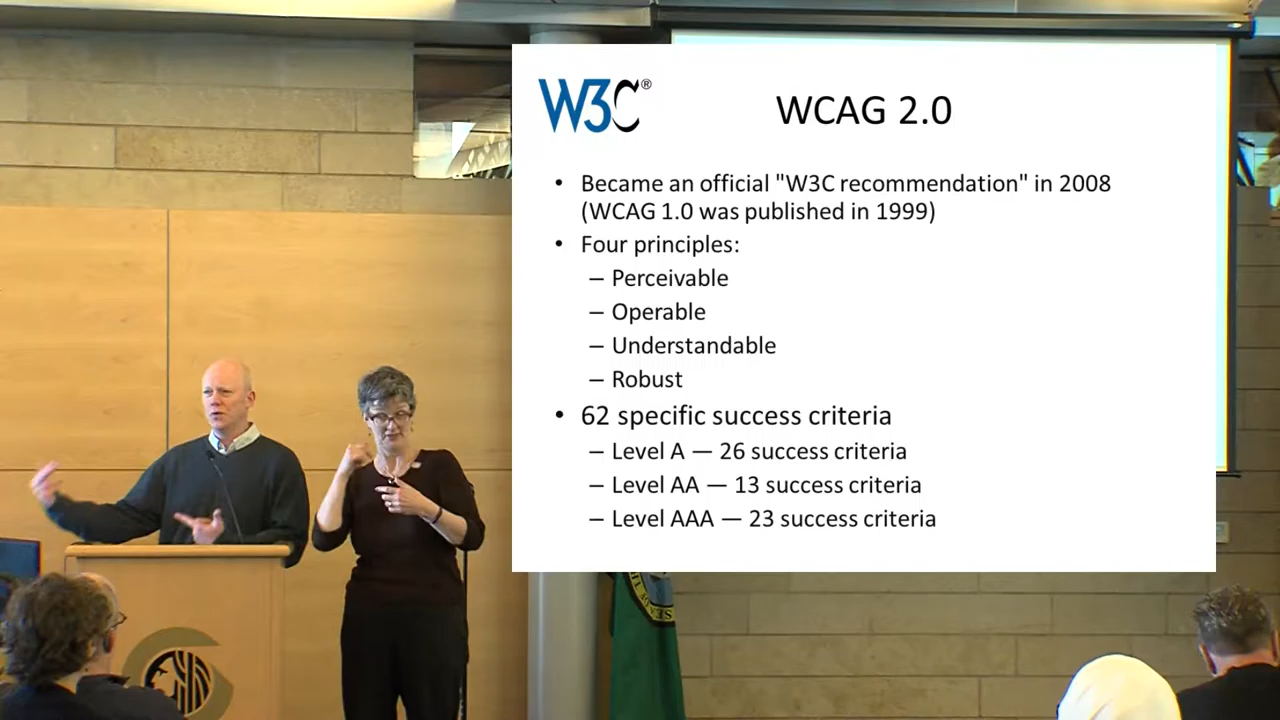 W3C®
WCAG 2.0
• Became an official "W3C recommendation" in 2008
(WCAG 1.0 was published in 1999)
• Four principles:
– Perceivable
– Operable
– Understandable
– Robust
• 62 specific success criteria
– Level A — 26 success criteria
– Level AA — 13 success criteria
– Level AAA — 23 success criteria